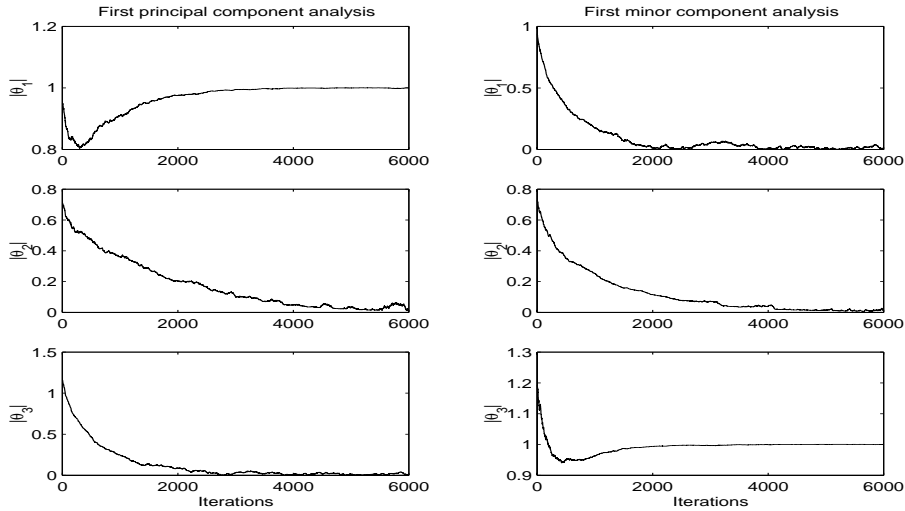 First principal component analysis
First minor component analysis
1.2
1
0.8
|θ1|
0 2000 4000 6000
1
0.5
0
|θ1|
0 2000 4000 6000
0.8
0.6
0.4
0.2
0
|θ2|
0 2000 4000 6000
0.8
0.6
0.4
0.2
0
|θ2|
0 2000 4000 6000
1.5
1
0.5
0
|θ3|
0 2000 4000 6000
Iterations
1.3
1.2
1.1
1
0.9
|θ3|
0 2000 4000 6000
Iterations